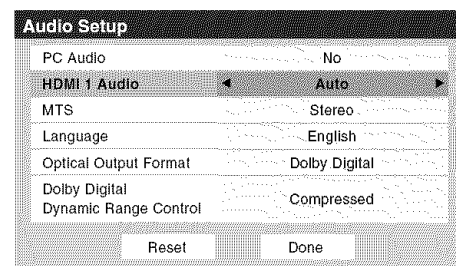 Audio Setup
PC Audio No
HDMI 1 Audio ◄ Auto ►
MTS Stereo
Language English
Optical Output Format Dolby Digital
Dolby Digital
Dynamic Range Control Compressed
Reset Done